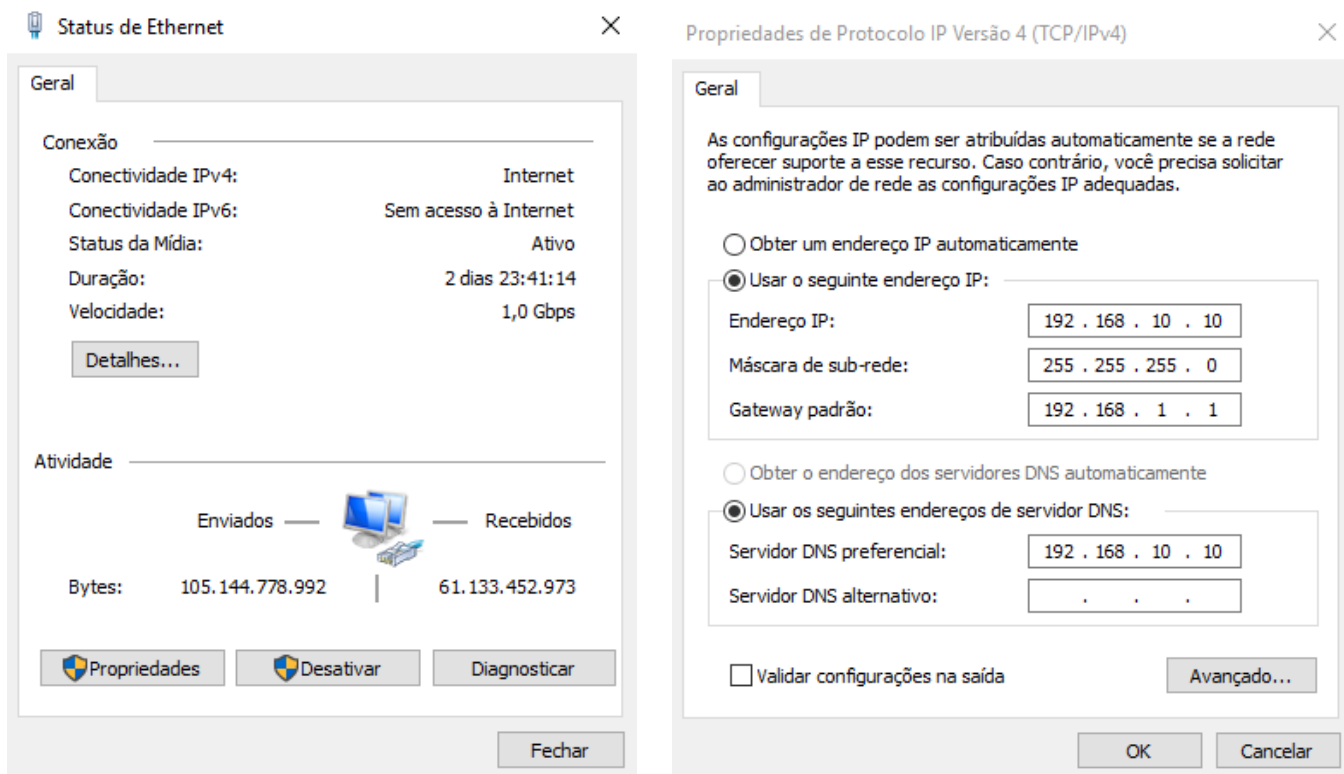 Status de Ethernet
Geral
Conexão
Conectividade IPv4: Internet
Conectividade IPv6: Sem acesso à Internet
Status da Mídia: Ativo
Duração: 2 dias 23:41:14
Velocidade: 1,0 Gbps
Detalhes...
Atividade
Enviados Recebidos
Bytes: 105.144.778.992 61.133.452.973
Propriedades Desativar Diagnosticar
Fechar
Propriedades de Protocolo IP Versão 4 (TCP/IPv4)
Geral
As configurações IP podem ser atribuídas automaticamente se a rede
oferecer suporte a esse recurso. Caso contrário, você precisa solicitar
ao administrador de rede as configurações IP adequadas.
Obter um endereço IP automaticamente
Usar o seguinte endereço IP:
Endereço IP: 192 . 168 . 10 . 10
Máscara de sub-rede: 255 . 255 . 255 . 0
Gateway padrão: 192 . 168 . 1 . 1
Obter o endereço dos servidores DNS automaticamente
Usar os seguintes endereços de servidor DNS:
Servidor DNS preferencial: 192 . 168 . 10 . 10
Servidor DNS alternativo: . . .
Validar configurações na saída Avançado...
OK Cancelar